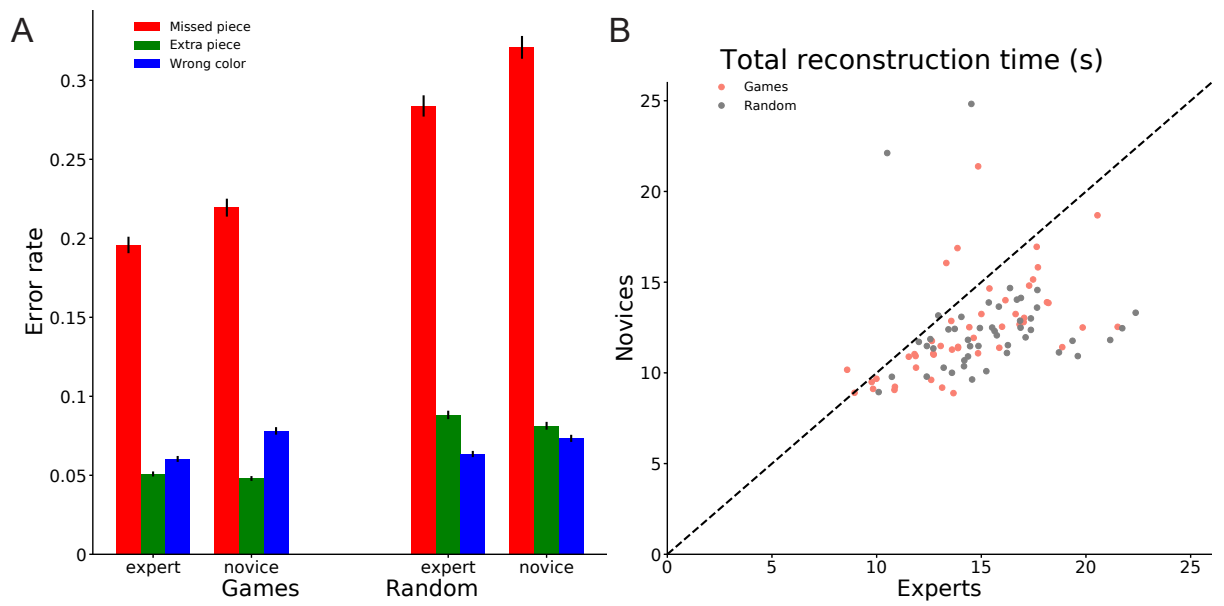 A
Missed piece
Extra piece
Wrong color
Error rate
0.3
0.25
0.2
0.15
0.1
0.05
0
expert
novice
expert
novice
Games
Random
B
Total reconstruction time (s)
Games
Random
Novices
25
20
15
10
5
0
0
5
10
15
20
25
Experts